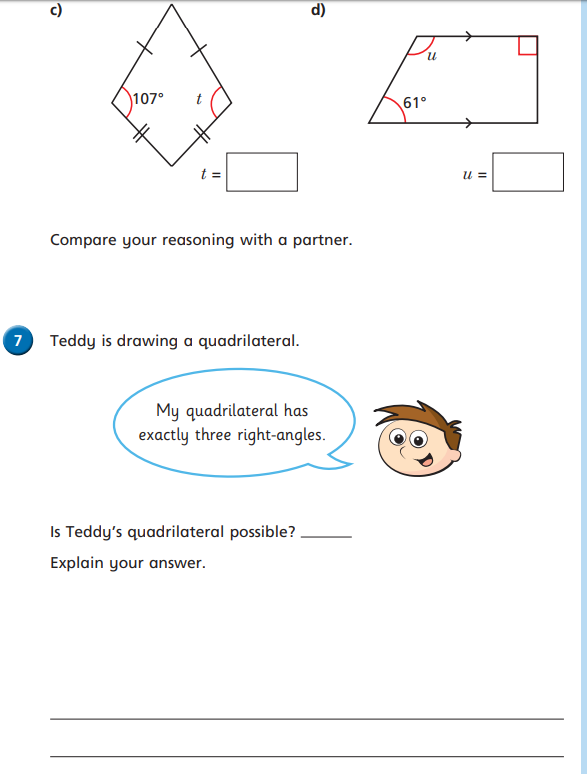 c)
d)
107°
t
u
61°
t =
u =
Compare your reasoning with a partner.
7
Teddy is drawing a quadrilateral.
My quadrilateral has
exactly three right-angles.
Is Teddy's quadrilateral possible? _____
Explain your answer.